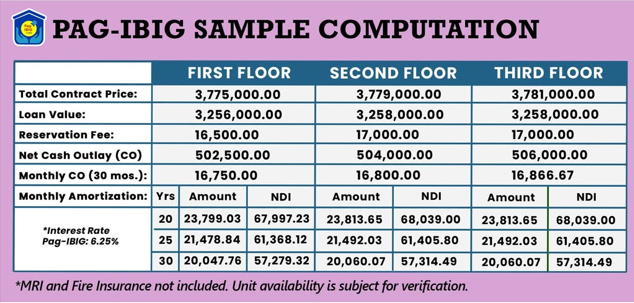 PAG-IBIG SAMPLE COMPUTATION
FIRST FLOOR SECOND FLOOR THIRD FLOOR
Total Contract Price: 3,775,000.00 3,779,000.00 3,781,000.00
Loan Value: 3,256,000.00 3,258,000.00 3,258,000.00
Reservation Fee: 16,500.00 17,000.00 17,000.00
Net Cash Outlay (CO) 502,500.00 504,000.00 506,000.00
Monthly CO (30 mos.): 16,750.00 16,800.00 16,866.67
Monthly Amortization: Yrs Amount NDI Amount NDI Amount NDI
*Interest Rate
Pag-IBIG: 6.25%
20 23,799.03 67,997.23 23,813.65 68,039.00 23,813.65 68,039.00
25 21,478.84 61,368.12 21,492.03 61,405.80 21,492.03 61,405.80
30 20,047.76 57,279.32 20,060.07 57,314.49 20,060.07 57,314.49
*MRI and Fire Insurance not included. Unit availability is subject for verification.